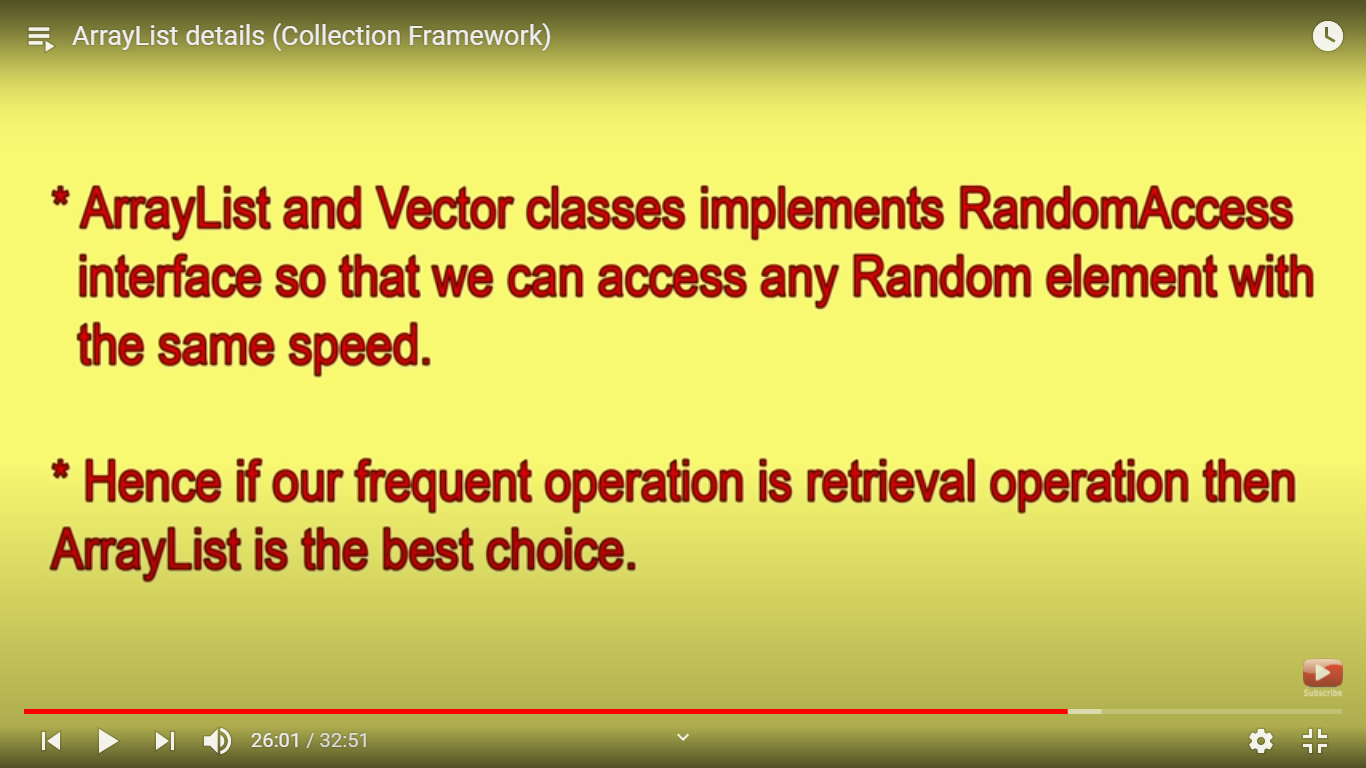 ArrayList details (Collection Framework)
* ArrayList and Vector classes implements RandomAccess
interface so that we can access any Random element with
the same speed.
* Hence if our frequent operation is retrieval operation then
ArrayList is the best choice.
Subscribe
26:01 / 32:51